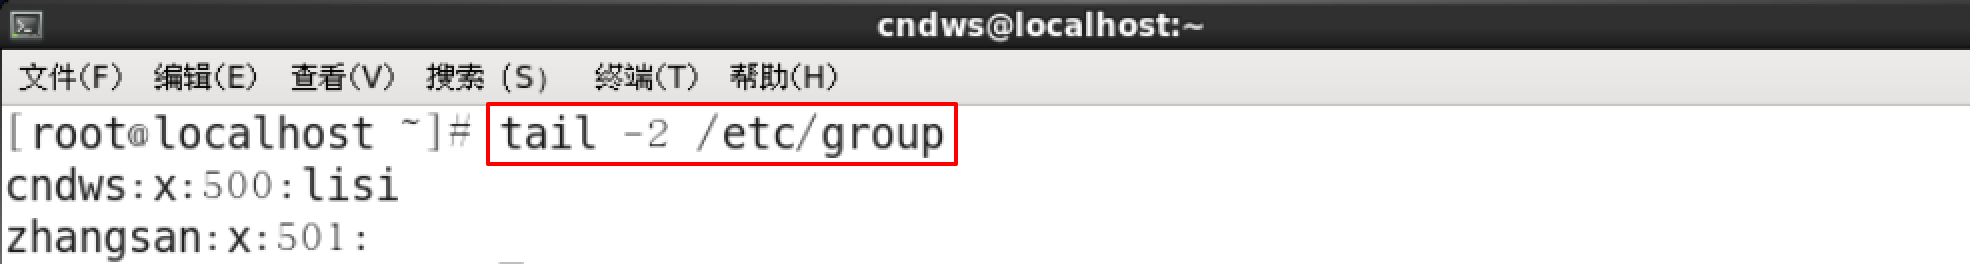 cndws@localhost:~
文件(F) 编辑(E) 查看(V) 搜索 (S) 终端(T) 帮助(H)
[root@localhost ~]# tail -2 /etc/group
cndws:x:500:lisi
zhangsan:x:501: